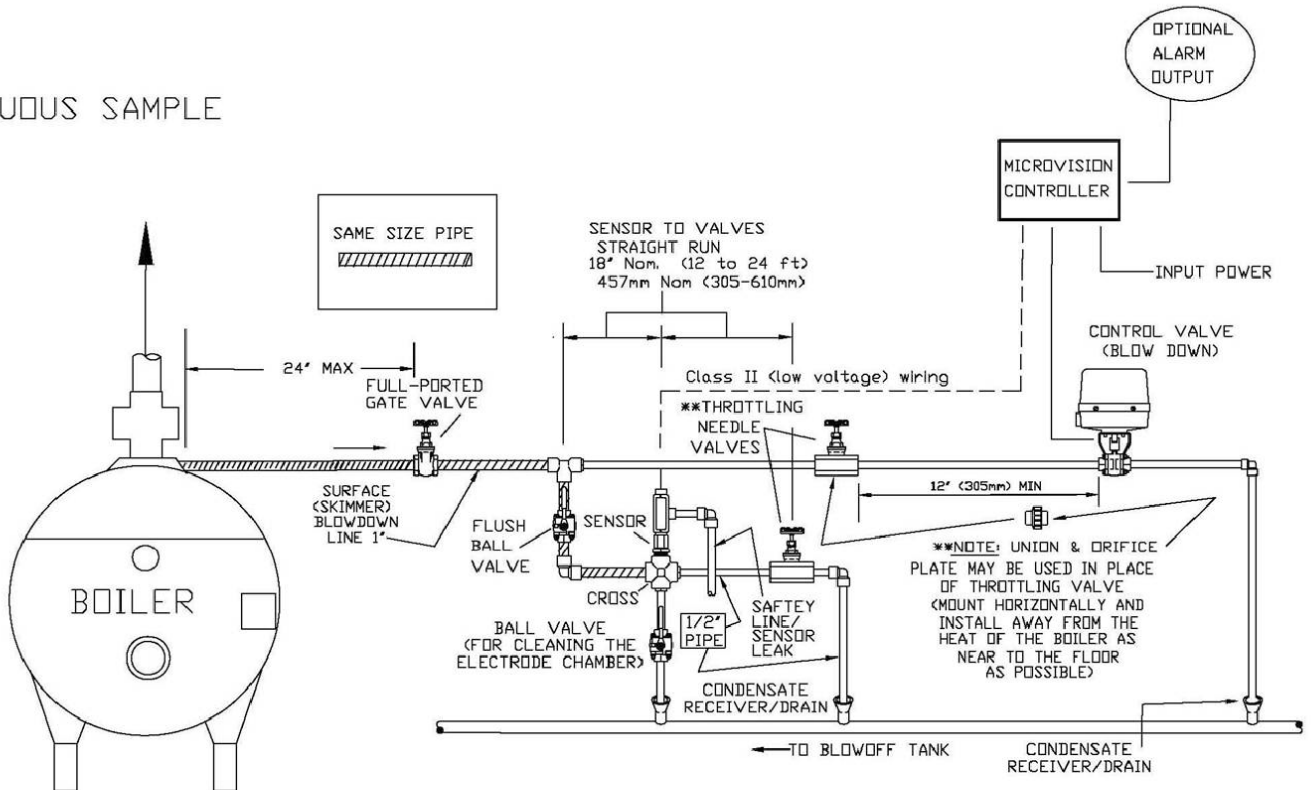 UOUS SAMPLE
OPTIONAL
ALARM
OUTPUT
MICROVISION
CONTROLLER
INPUT POWER
SAME SIZE PIPE
SENSOR TO VALVES
STRAIGHT RUN
18" Nom. (12 to 24 ft)
457mm Nom (305-610mm)
CONTROL VALVE
(BLOW DOWN)
24" MAX
FULL-PORTED
GATE VALVE
Class II (low voltage) wiring
**THROTTLING
NEEDLE
VALVES
12" (305mm) MIN
SURFACE
(SKIMMER)
BLOWDOWN
LINE 1"
FLUSH
BALL
VALVE
SENSOR
CROSS
**NOTE: UNION & ORIFICE
PLATE MAY BE USED IN PLACE
OF THROTTLING VALVE
(MOUNT HORIZONTALLY AND
INSTALL AWAY FROM THE
HEAT OF THE BOILER AS
NEAR TO THE FLOOR
AS POSSIBLE)
BOILER
BALL VALVE
(FOR CLEANING THE
ELECTRODE CHAMBER)
1/2"
PIPE
SAFTEY
LINE/
SENSOR
LEAK
CONDENSATE
RECEIVER/DRAIN
TO BLOWOFF TANK
CONDENSATE
RECEIVER/DRAIN